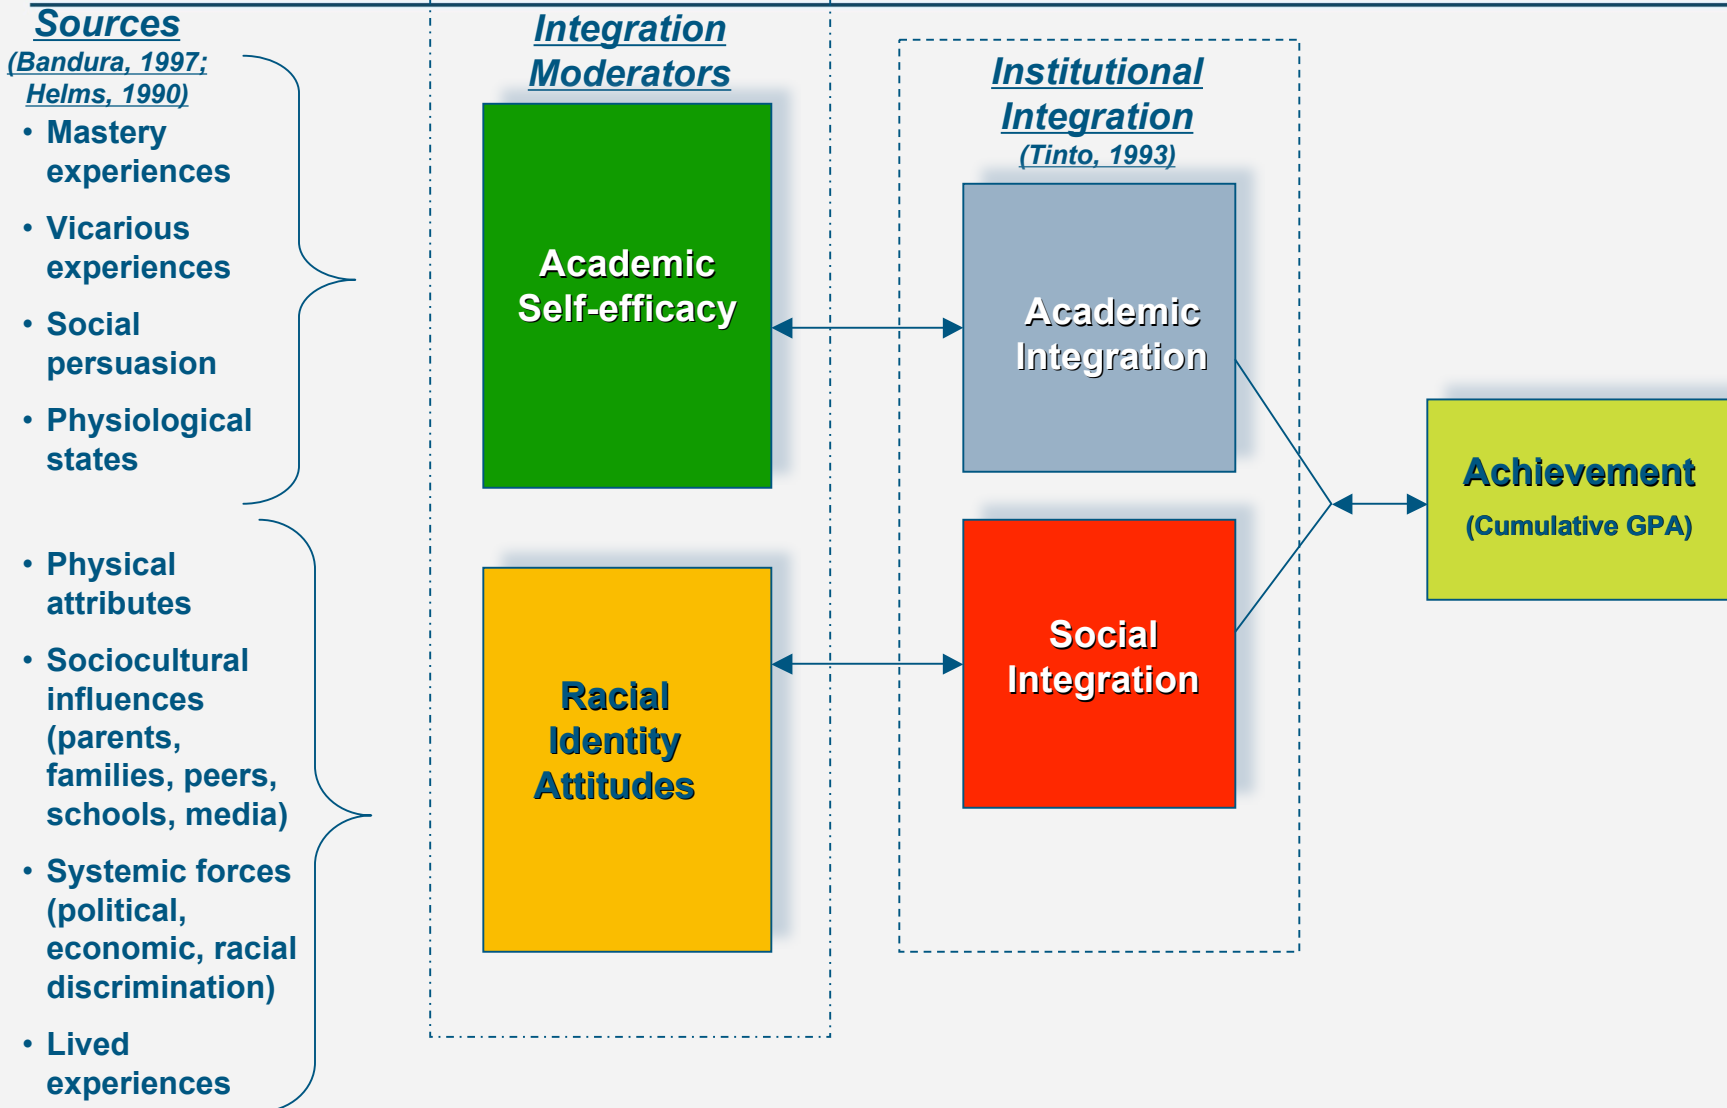 Sources
(Bandura, 1997;
Helms, 1990)
• Mastery
experiences
• Vicarious
experiences
• Social
persuasion
• Physiological
states
• Physical
attributes
• Sociocultural
influences
(parents,
families, peers,
schools, media)
• Systemic forces
(political,
economic, racial
discrimination)
• Lived
experiences
Integration
Moderators
Academic
Self-efficacy
Racial
Identity
Attitudes
Institutional
Integration
(Tinto, 1993)
Academic
Integration
Social
Integration
Achievement
(Cumulative GPA)